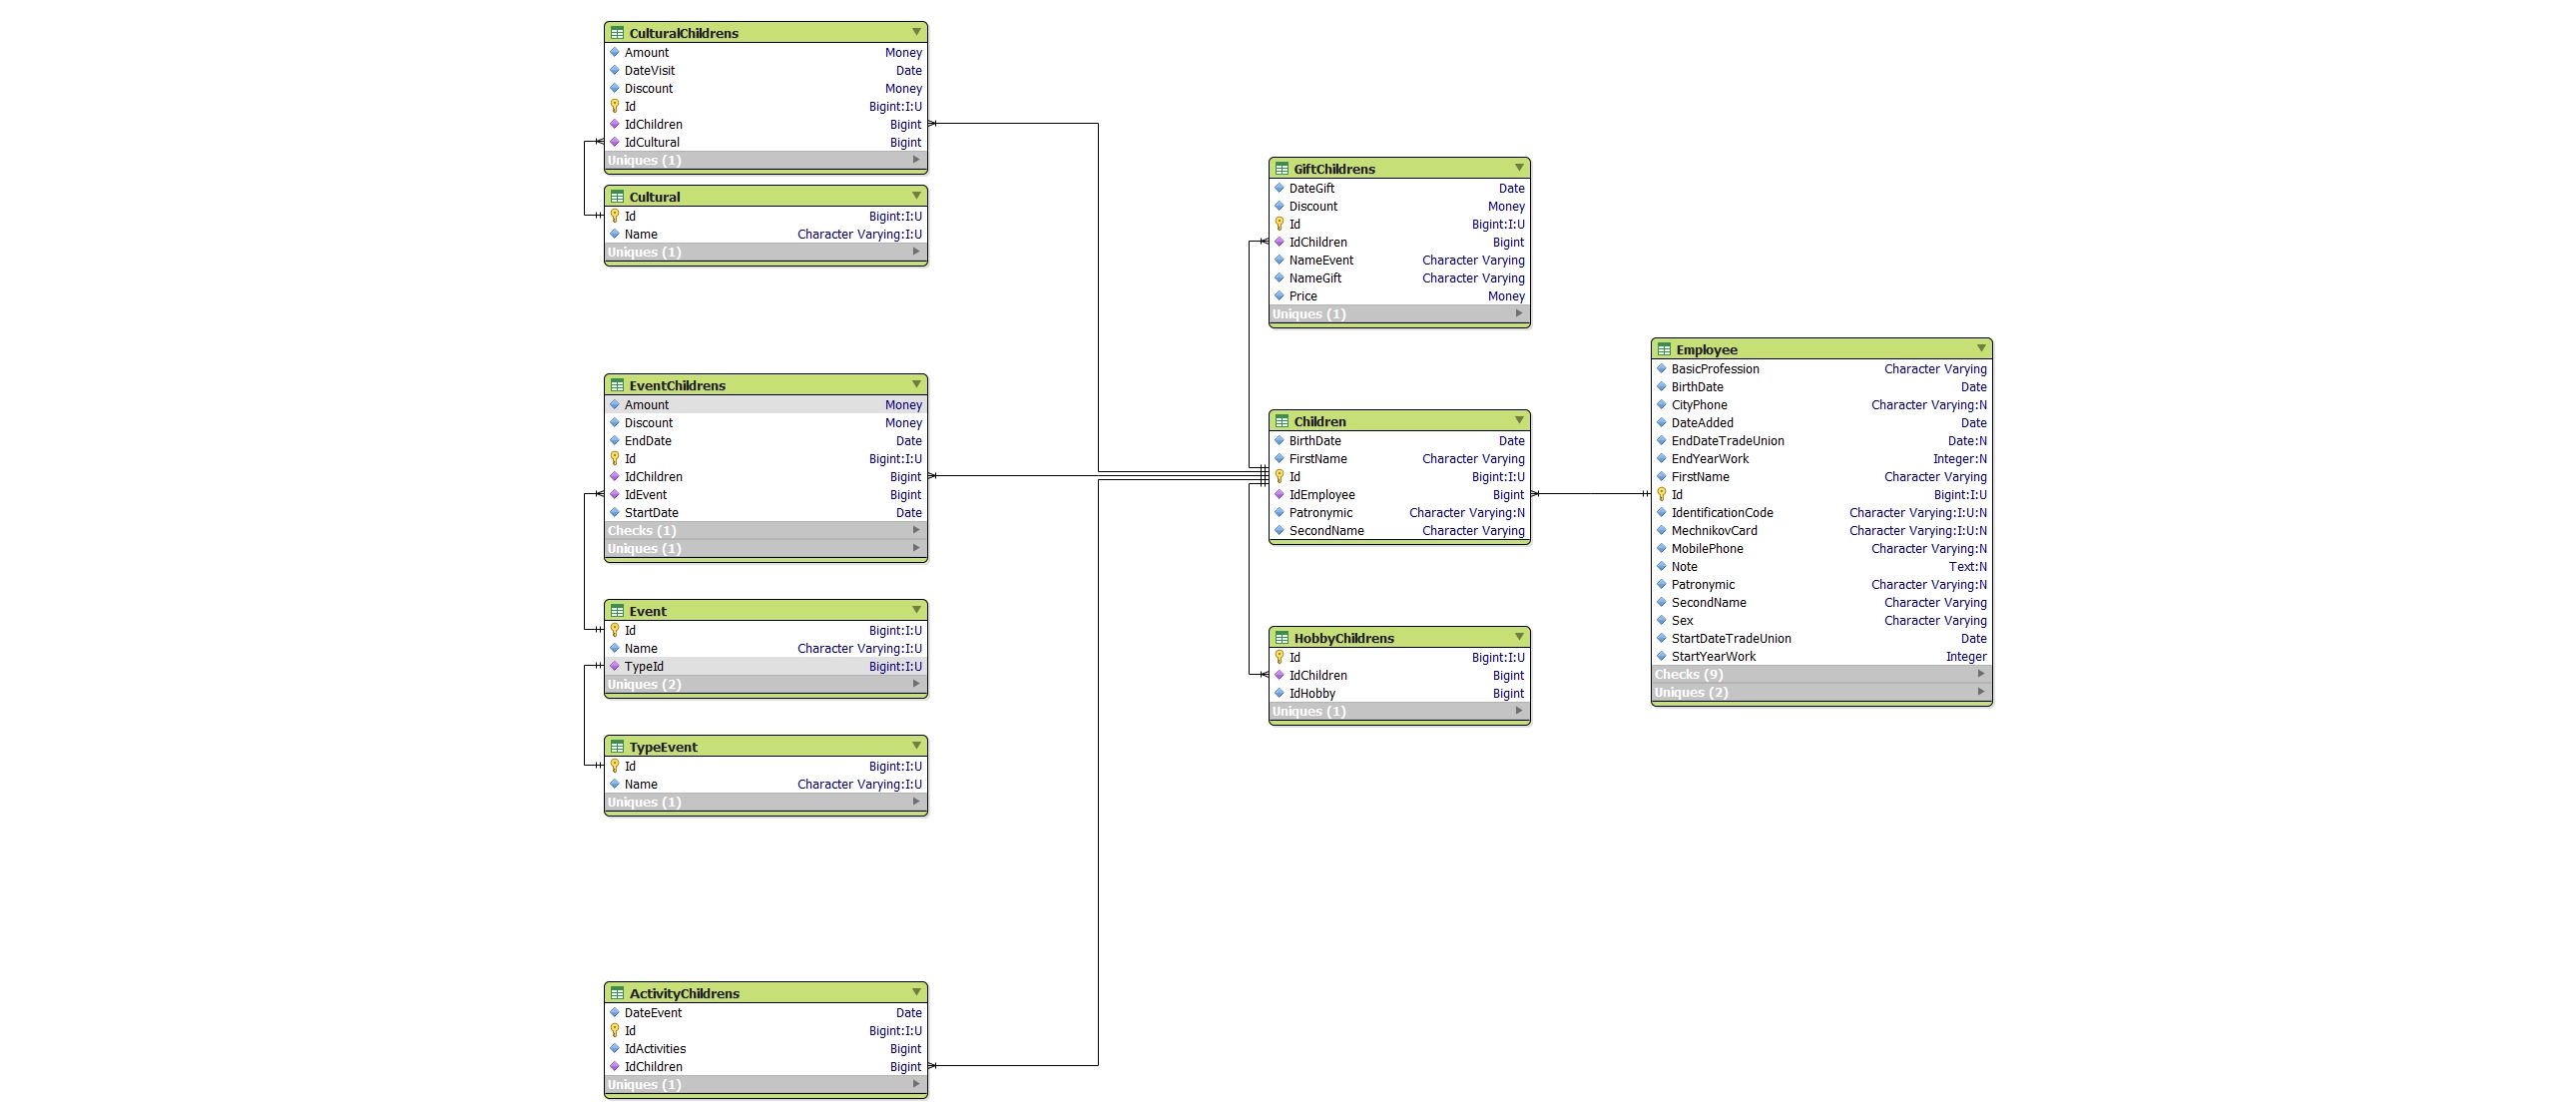 CulturalChildrens
Amount Money
DateVisit Date
Discount Money
Id Bigint:I:U
IdChildren Bigint
IdCultural Bigint
Uniques (1)
Cultural
Id Bigint:I:U
Name Character Varying:I:U
Uniques (1)
EventChildrens
Amount Money
Discount Money
EndDate Date
Id Bigint:I:U
IdChildren Bigint
IdEvent Bigint
StartDate Date
Checks (1)
Uniques (1)
Event
Id Bigint:I:U
Name Character Varying:I:U
TypeId Bigint:I:U
Uniques (2)
TypeEvent
Id Bigint:I:U
Name Character Varying:I:U
Uniques (1)
ActivityChildrens
DateEvent Date
Id Bigint:I:U
IdActivities Bigint
IdChildren Bigint
Uniques (1)
GiftChildrens
DateGift Date
Discount Money
Id Bigint:I:U
IdChildren Bigint
NameEvent Character Varying
NameGift Character Varying
Price Money
Uniques (1)
Children
BirthDate Date
FirstName Character Varying
Id Bigint:I:U
IdEmployee Bigint
Patronymic Character Varying:N
SecondName Character Varying
HobbyChildrens
Id Bigint:I:U
IdChildren Bigint
IdHobby Bigint
Uniques (1)
Employee
BasicProfession Character Varying
BirthDate Date
CityPhone Character Varying:N
DateAdded Date
EndDateTradeUnion Date:N
EndYearWork Integer:N
FirstName Character Varying
Id Bigint:I:U
IdentificationCode Character Varying:I:U:N
MechnikovCard Character Varying:I:U:N
MobilePhone Character Varying:N
Note Text:N
Patronymic Character Varying:N
SecondName Character Varying
Sex Character Varying
StartDateTradeUnion Date
StartYearWork Integer
Checks (9)
Uniques (2)